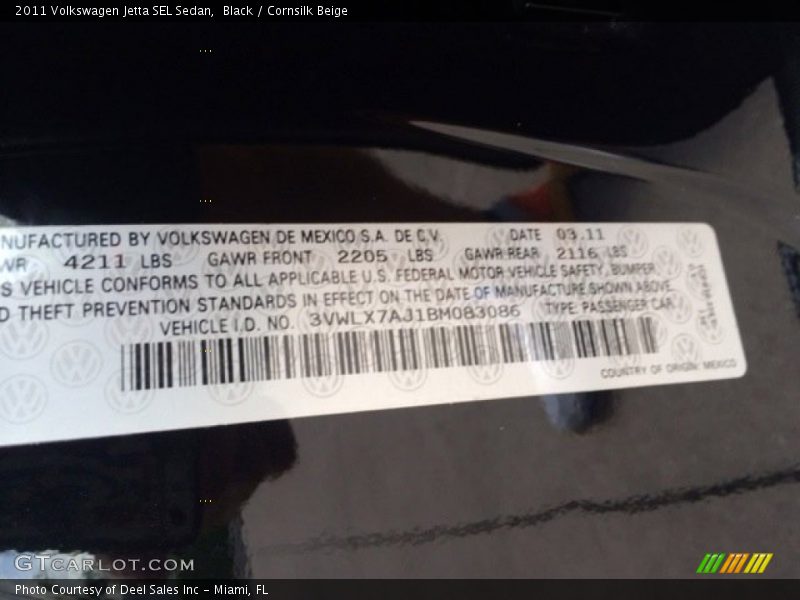 2011 Volkswagen Jetta SEL Sedan, Black / Cornsilk Beige
NUFACTURED BY VOLKSWAGEN DE MEXICO S.A. DE C.V. DATE 03.11
WR 4211 LBS GAWR FRONT 2205 LBS GAWR REAR 2116 LBS
S VEHICLE CONFORMS TO ALL APPLICABLE U.S. FEDERAL MOTOR VEHICLE SAFETY, BUMPER,
D THEFT PREVENTION STANDARDS IN EFFECT ON THE DATE OF MANUFACTURE SHOWN ABOVE.
VEHICLE I.D. NO. 3VWLX7AJ1BM083086 TYPE: PASSENGER CAR
COUNTRY OF ORIGIN: MEXICO
GTCARLOT.COM
Photo Courtesy of Deel Sales Inc - Miami, FL